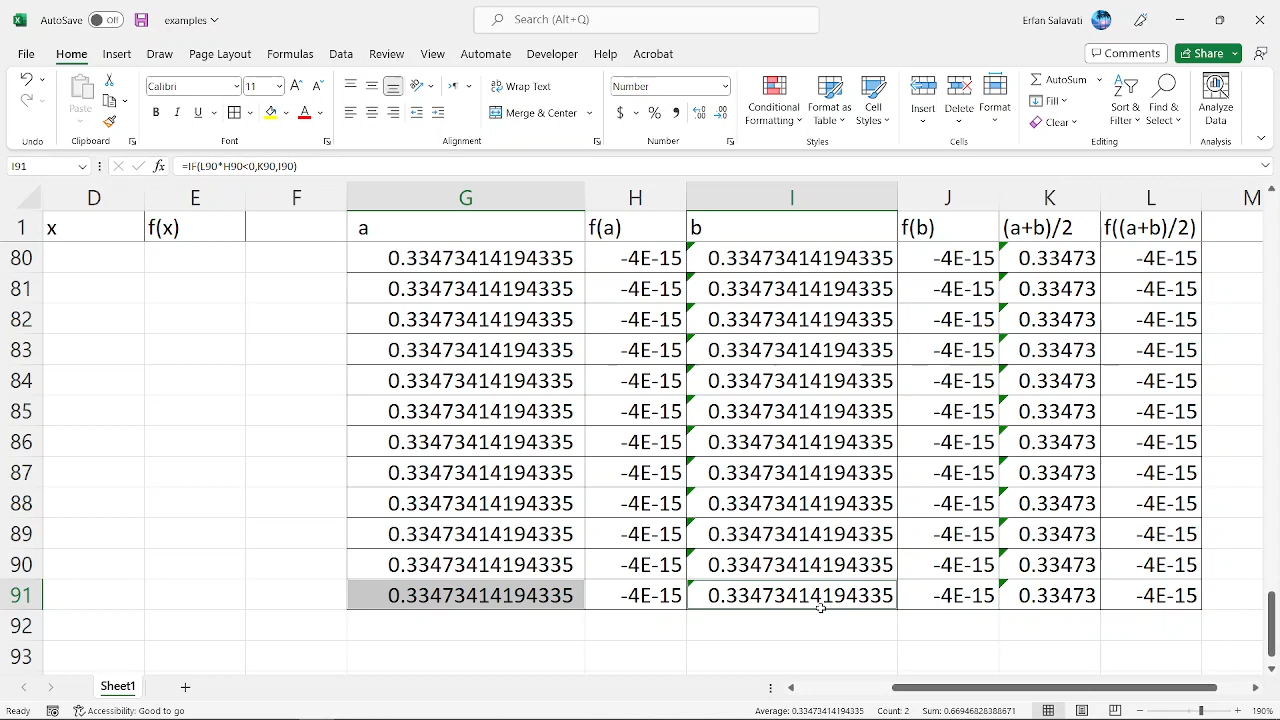 AutoSave Off examples Search (Alt+Q) Erfan Salavati
File Home Insert Draw Page Layout Formulas Data Review View Automate Developer Help Acrobat Comments Share
Paste Calibri 11 Wrap Text Number AutoSum
B I U Merge & Center $ % Conditional Formatting Format as Table Cell Styles Insert Delete Format Fill Clear Sort & Filter Find & Select Analyze Data
Undo Clipboard Font Alignment Number Styles Cells Editing Analysis
I91 fx =IF(L90*H90<0,K90,I90)
D E F G H I J K L M
1 x f(x) a f(a) b f(b) (a+b)/2 f((a+b)/2)
80 0.33473414194335 -4E-15 0.33473414194335 -4E-15 0.33473 -4E-15
81 0.33473414194335 -4E-15 0.33473414194335 -4E-15 0.33473 -4E-15
82 0.33473414194335 -4E-15 0.33473414194335 -4E-15 0.33473 -4E-15
83 0.33473414194335 -4E-15 0.33473414194335 -4E-15 0.33473 -4E-15
84 0.33473414194335 -4E-15 0.33473414194335 -4E-15 0.33473 -4E-15
85 0.33473414194335 -4E-15 0.33473414194335 -4E-15 0.33473 -4E-15
86 0.33473414194335 -4E-15 0.33473414194335 -4E-15 0.33473 -4E-15
87 0.33473414194335 -4E-15 0.33473414194335 -4E-15 0.33473 -4E-15
88 0.33473414194335 -4E-15 0.33473414194335 -4E-15 0.33473 -4E-15
89 0.33473414194335 -4E-15 0.33473414194335 -4E-15 0.33473 -4E-15
90 0.33473414194335 -4E-15 0.33473414194335 -4E-15 0.33473 -4E-15
91 0.33473414194335 -4E-15 0.33473414194335 -4E-15 0.33473 -4E-15
92
93
Sheet1
Ready Accessibility: Good to go Average: 0.33473414194335 Count: 2 Sum: 0.66946828388671 190%